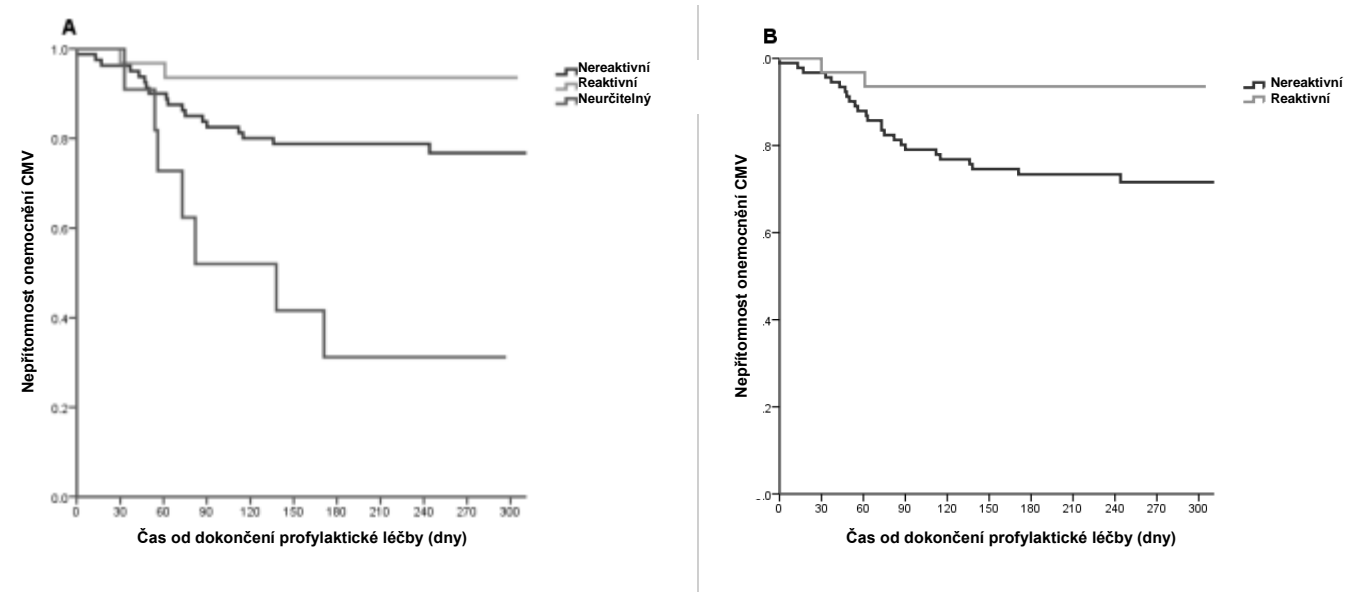 A
1.0
0.8
0.6
0.4
0.2
0.0
0 30 60 90 120 150 180 210 240 270 300
Nepřítomnost onemocnění CMV
Čas od dokončení profylaktické léčby (dny)
Nereaktivní
Reaktivní
Neurčitelný
B
.0
.8
.6
.4
.2
.0
0 30 60 90 120 150 180 210 240 270 300
Nepřítomnost onemocnění CMV
Čas od dokončení profylaktické léčby (dny)
Nereaktivní
Reaktivní